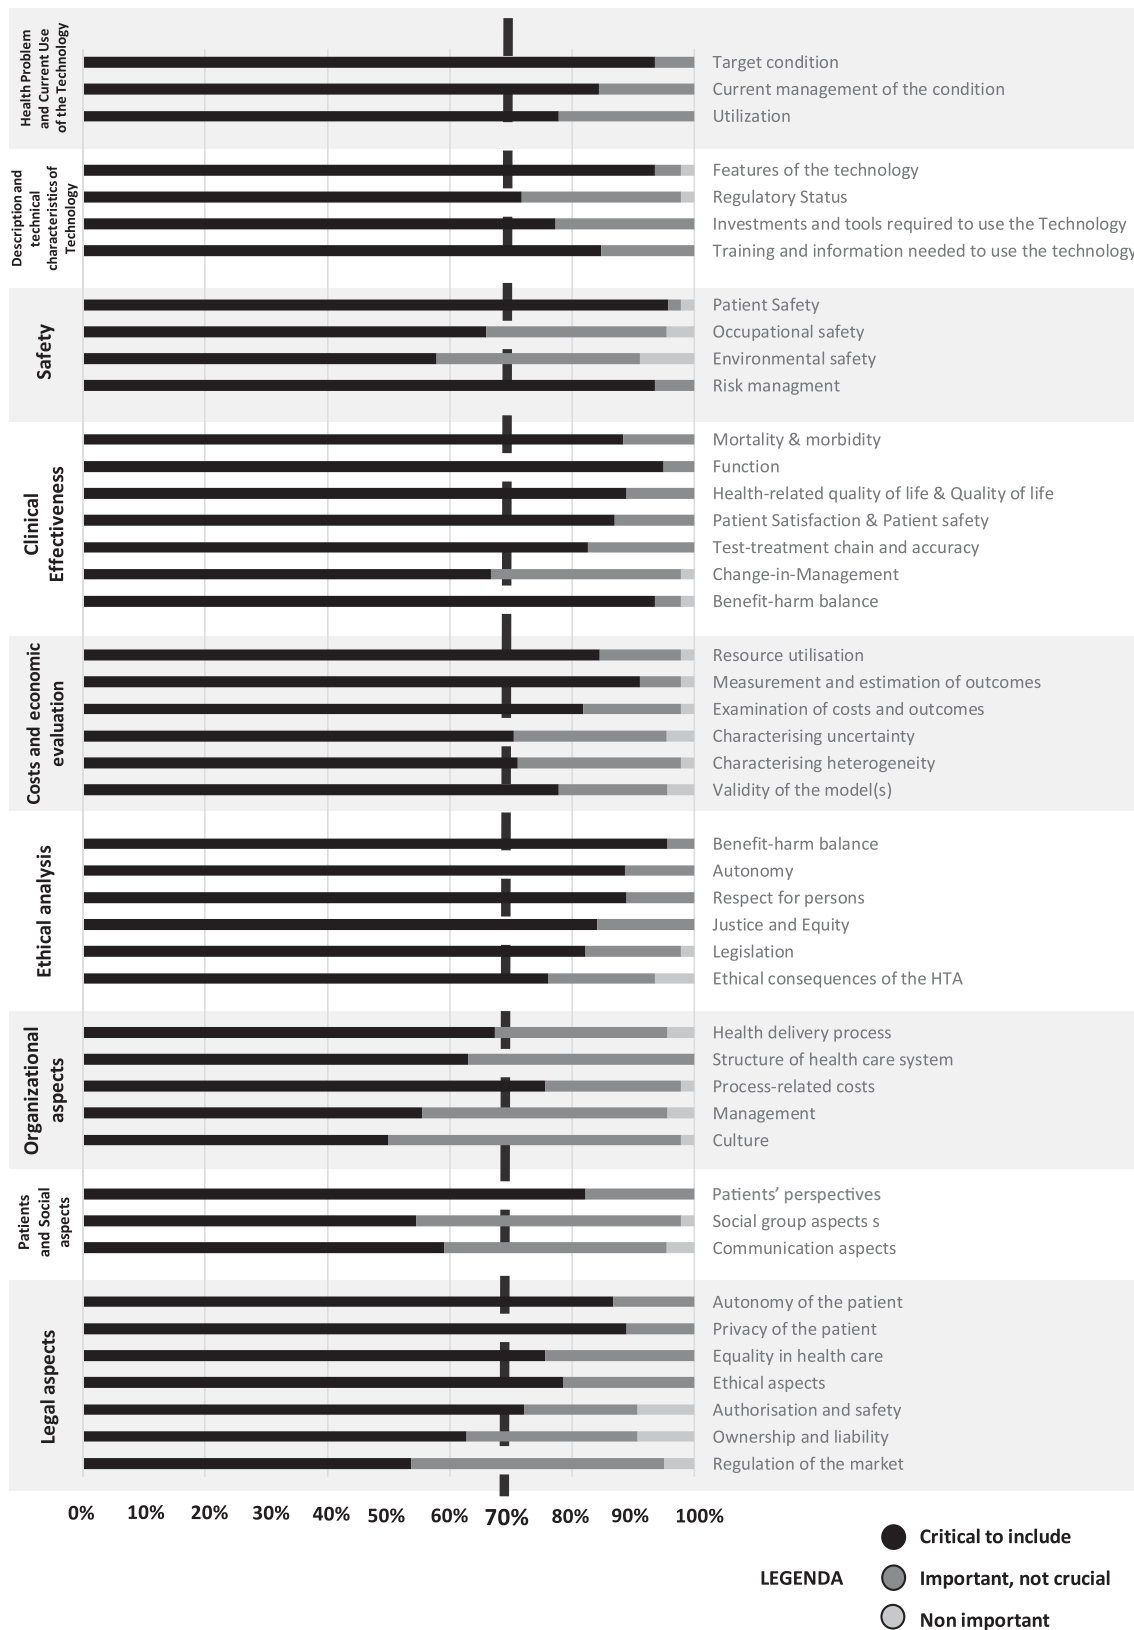 Health Problem
and Current Use
of the Technology
Target condition
Current management of the condition
Utilization
Description and
technical
characteristics of
Technology
Features of the technology
Regulatory Status
Investments and tools required to use the Technology
Training and information needed to use the technology
Safety
Patient Safety
Occupational safety
Environmental safety
Risk managment
Clinical
Effectiveness
Mortality & morbidity
Function
Health-related quality of life & Quality of life
Patient Satisfaction & Patient safety
Test-treatment chain and accuracy
Change-in-Management
Benefit-harm balance
Costs and economic
evaluation
Resource utilisation
Measurement and estimation of outcomes
Examination of costs and outcomes
Characterising uncertainty
Characterising heterogeneity
Validity of the model(s)
Ethical analysis
Benefit-harm balance
Autonomy
Respect for persons
Justice and Equity
Legislation
Ethical consequences of the HTA
Organizational
aspects
Health delivery process
Structure of health care system
Process-related costs
Management
Culture
Patients
and Social
aspects
Patients’ perspectives
Social group aspects s
Communication aspects
Legal aspects
Autonomy of the patient
Privacy of the patient
Equality in health care
Ethical aspects
Authorisation and safety
Ownership and liability
Regulation of the market
0% 10% 20% 30% 40% 50% 60% 70% 80% 90% 100%
LEGENDA
Critical to include
Important, not crucial
Non important